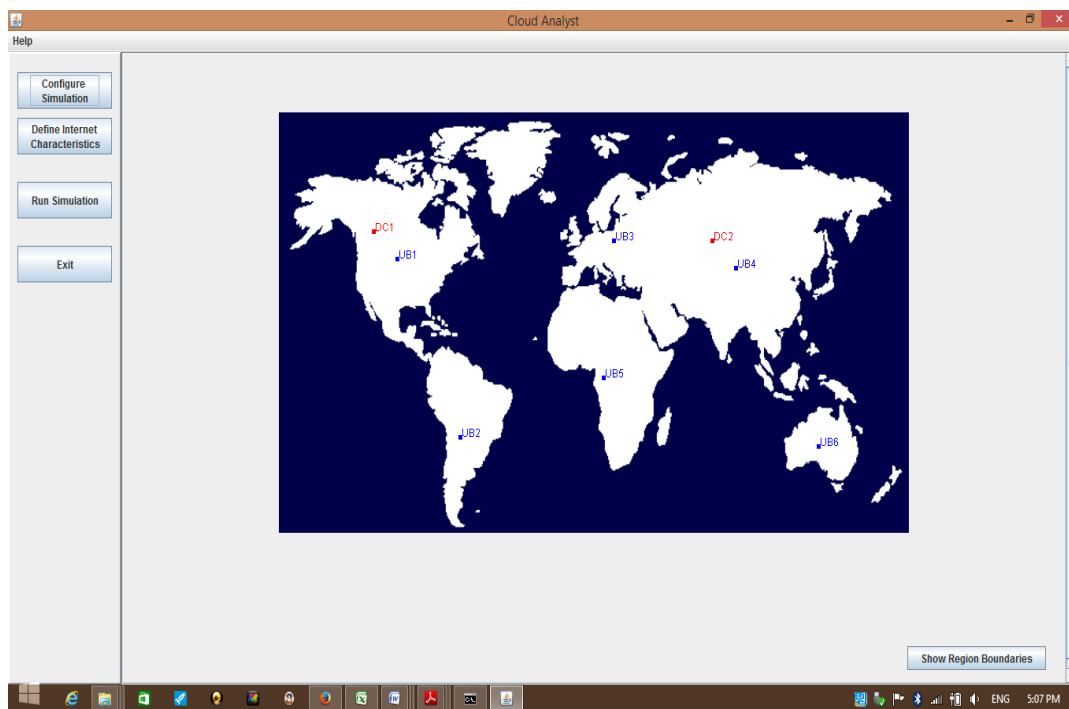 Cloud Analyst
Help
Configure
Simulation
Define Internet
Characteristics
Run Simulation
Exit
DC1
UB1
UB3
DC2
UB4
UB5
UB2
UB6
Show Region Boundaries
ENG 5:07 PM